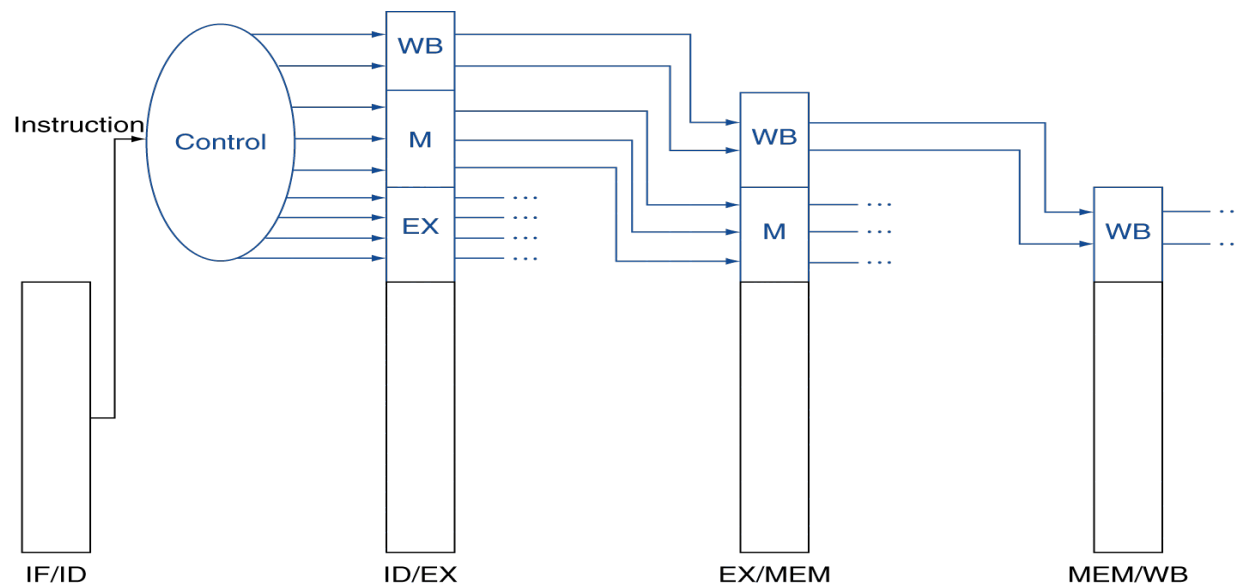 WB
Instruction
Control
M
WB
EX
...
...
...
...
M
...
...
...
WB
..
..
IF/ID
ID/EX
EX/MEM
MEM/WB